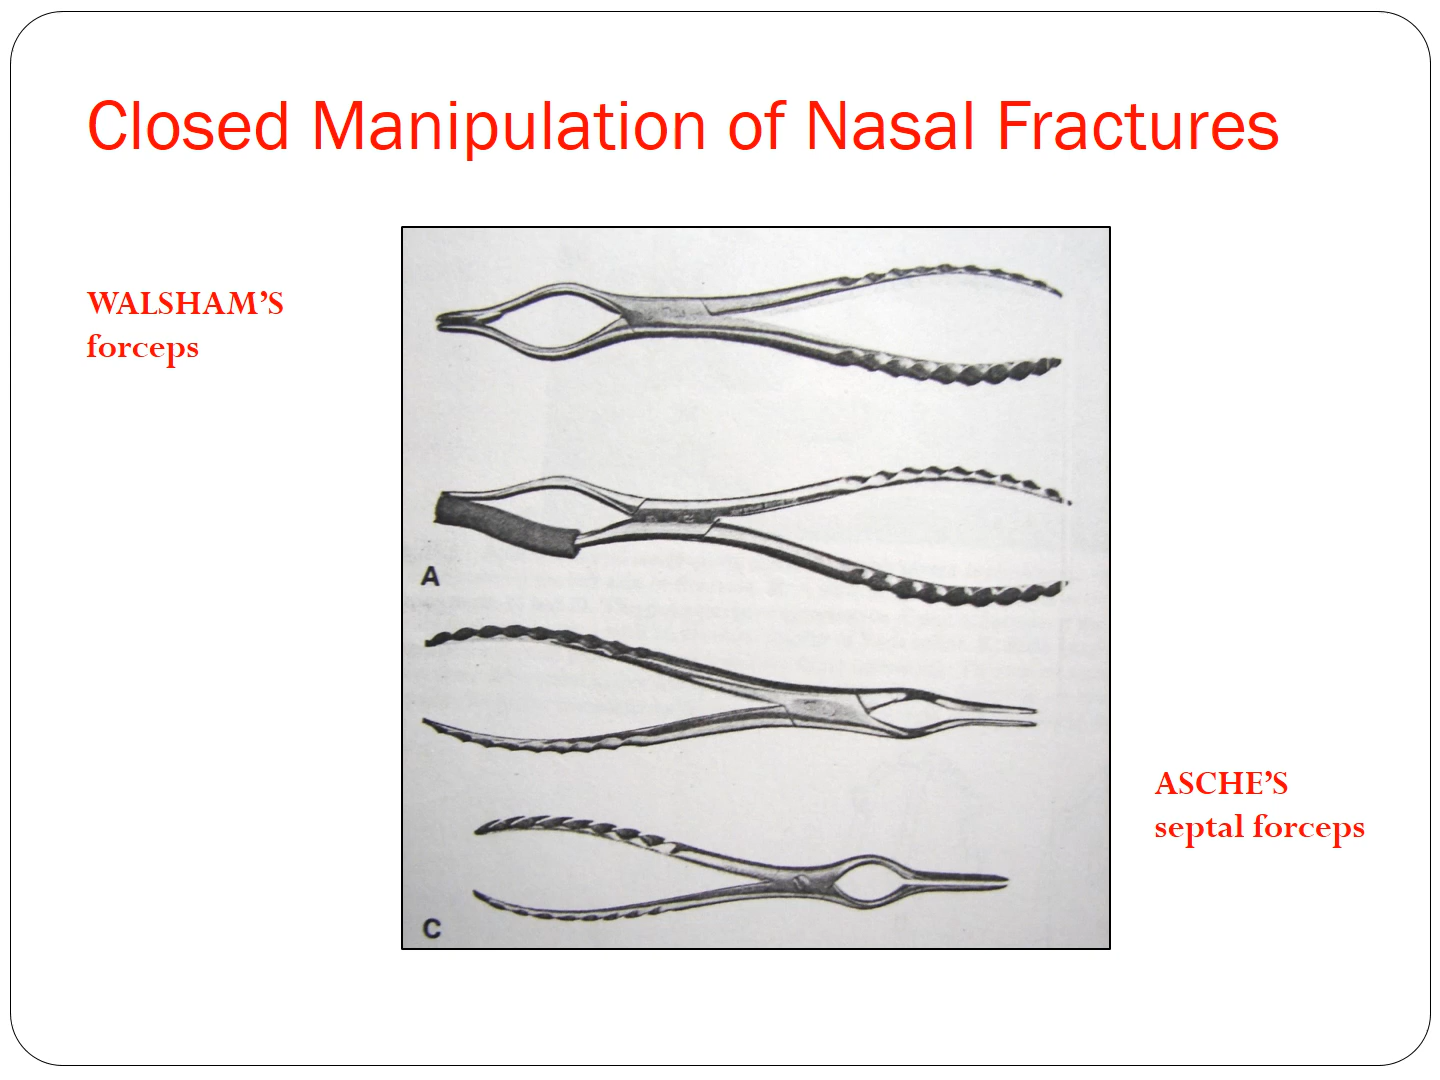 Closed Manipulation of Nasal Fractures
WALSHAM’S
forceps
A
C
ASCHE’S
septal forceps